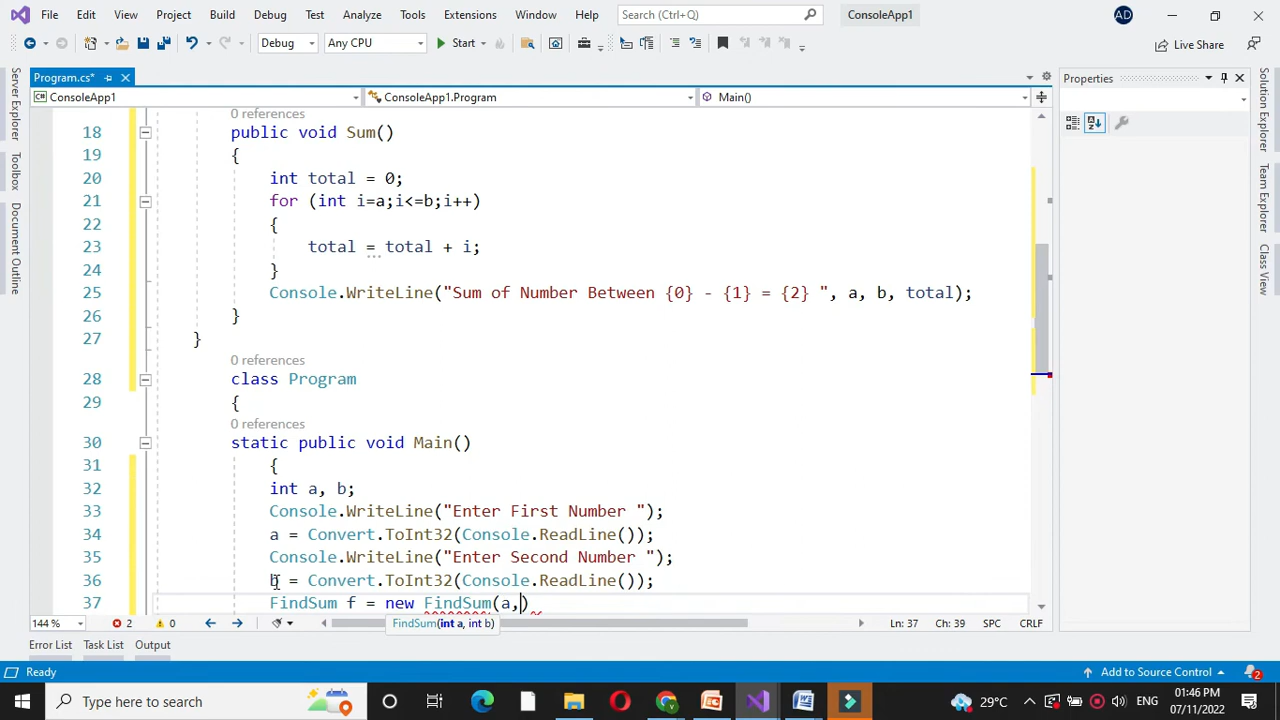 File Edit View Project Build Debug Test Analyze Tools Extensions Window Help Search (Ctrl+Q) ConsoleApp1 AD
Debug Any CPU Start Live Share
Program.cs* Properties
ConsoleApp1 ConsoleApp1.Program Main()
Server Explorer
Toolbox
Document Outline
Solution Explorer
Team Explorer
Class View
0 references
18 public void Sum()
19 {
20 int total = 0;
21 for (int i=a;i<=b;i++)
22 {
23 total = total + i;
24 }
25 Console.WriteLine("Sum of Number Between {0} - {1} = {2} ", a, b, total);
26 }
27 }
0 references
28 class Program
29 {
0 references
30 static public void Main()
31 {
32 int a, b;
33 Console.WriteLine("Enter First Number ");
34 a = Convert.ToInt32(Console.ReadLine());
35 Console.WriteLine("Enter Second Number ");
36 b = Convert.ToInt32(Console.ReadLine());
37 FindSum f = new FindSum(a,)
FindSum(int a, int b)
144 % 2 0 Ln: 37 Ch: 39 SPC CRLF
Error List Task List Output
Ready Add to Source Control 2
Type here to search 29°C ENG 01:46 PM 07/11/2022